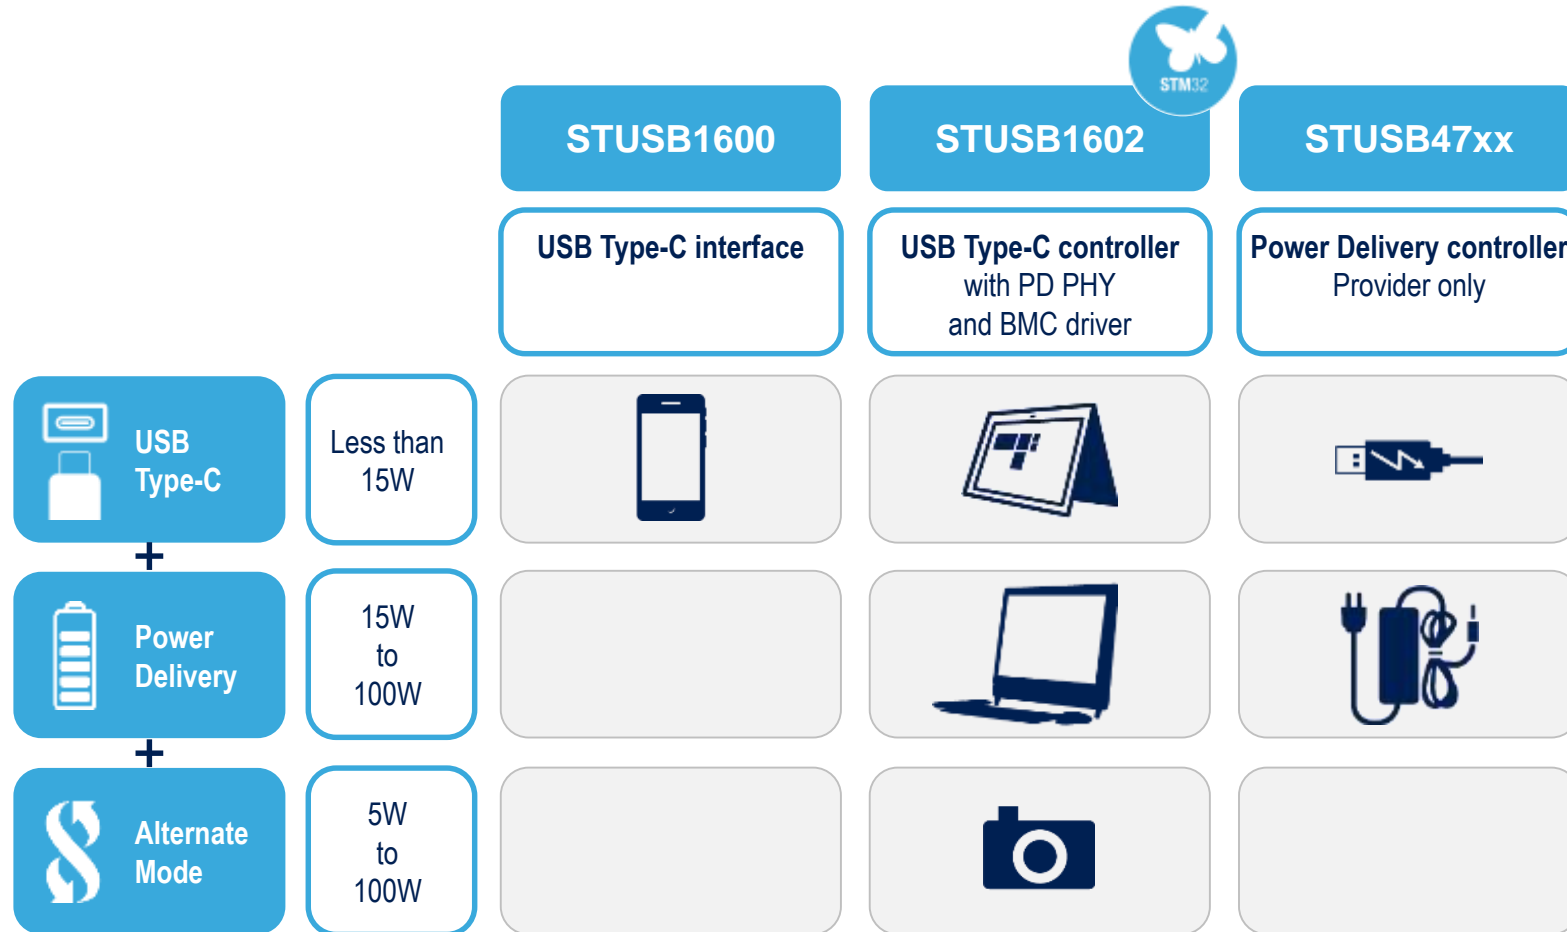 STM32
STUSB1600
STUSB1602
STUSB47xx
USB Type-C interface
USB Type-C controller
with PD PHY
and BMC driver
Power Delivery controller
Provider only
USB
Type-C
Less than
15W
+
Power
Delivery
15W
to
100W
+
Alternate
Mode
5W
to
100W